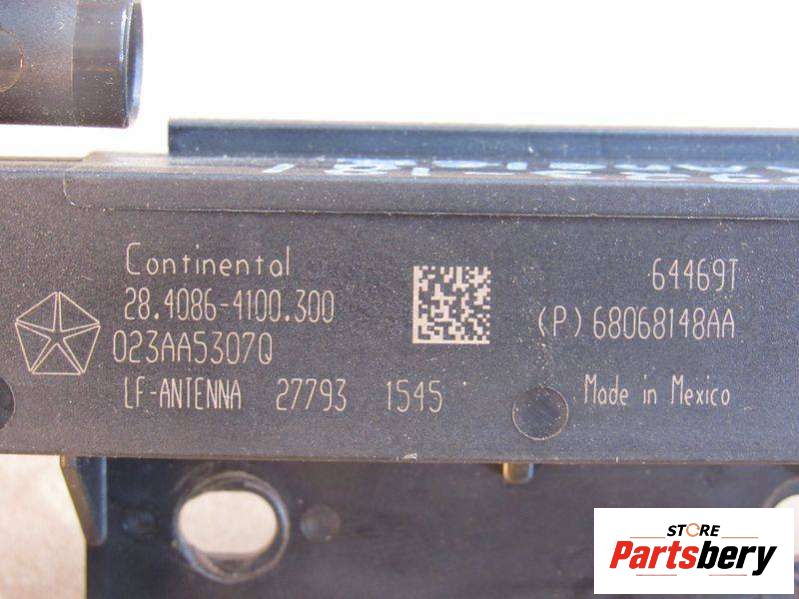 Continental
28.4086-4100.300
023AA5307Q
LF-ANTENNA 27793 1545
64469T
(P) 68068148AA
Made in Mexico
STORE
Partsbery